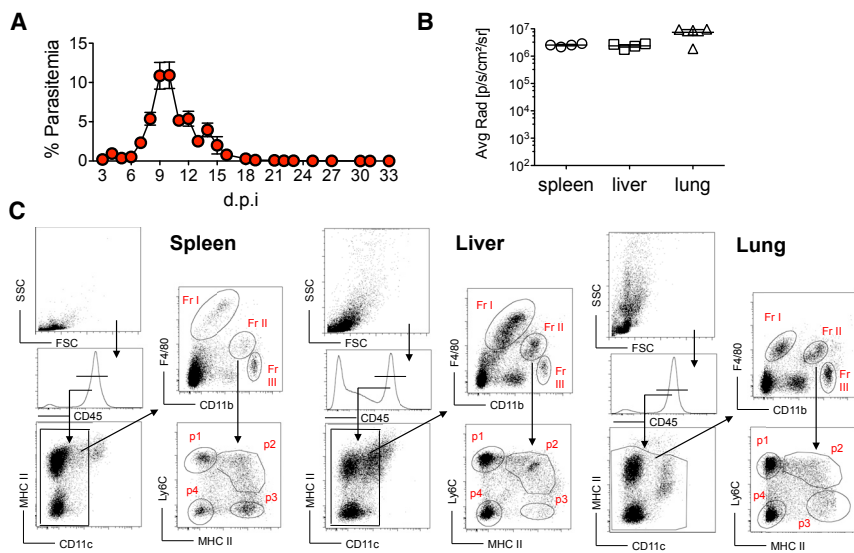 A
% Parasitemia
15
10
5
0
3 6 9 12 15 18 21 24 27 30 33
d.p.i
B
Avg Rad [p/s/cm²/sr]
10⁷
10⁶
10⁵
10⁴
10³
10²
spleen liver lung
C
Spleen
SSC
FSC
CD45
MHC II
CD11c
F4/80
Fr I
Fr II
Fr
III
CD11b
Ly6C
p1
p2
p4
p3
MHC II
Liver
SSC
FSC
CD45
MHC II
CD11c
F4/80
Fr I
Fr II
Fr
III
CD11b
Ly6C
p1
p2
p4
p3
MHC II
Lung
SSC
FSC
CD45
MHC II
CD11c
F4/80
Fr I
Fr II
Fr
III
CD11b
Ly6C
p1
p2
p4
p3
MHC II